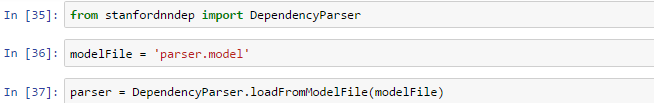 In [35]: from stanfordnndep import DependencyParser
In [36]: modelFile = 'parser.model'
In [37]: parser = DependencyParser.loadFromModelFile(modelFile)